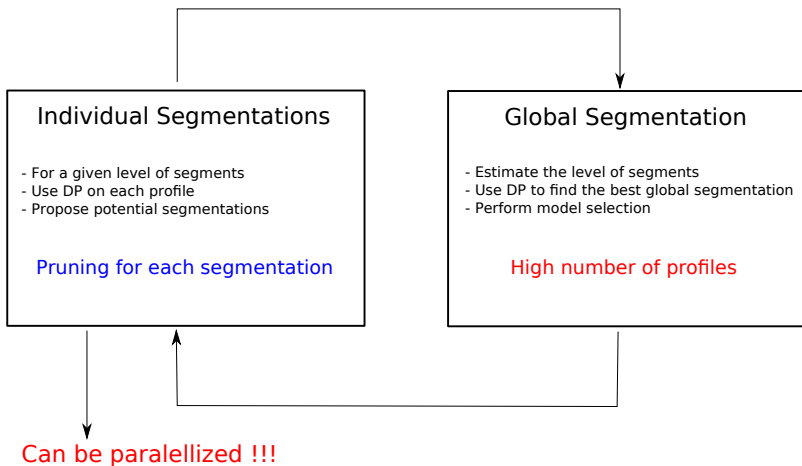 Individual Segmentations
- For a given level of segments
- Use DP on each profile
- Propose potential segmentations
Pruning for each segmentation
Global Segmentation
- Estimate the level of segments
- Use DP to find the best global segmentation
- Perform model selection
High number of profiles
Can be paralellized !!!